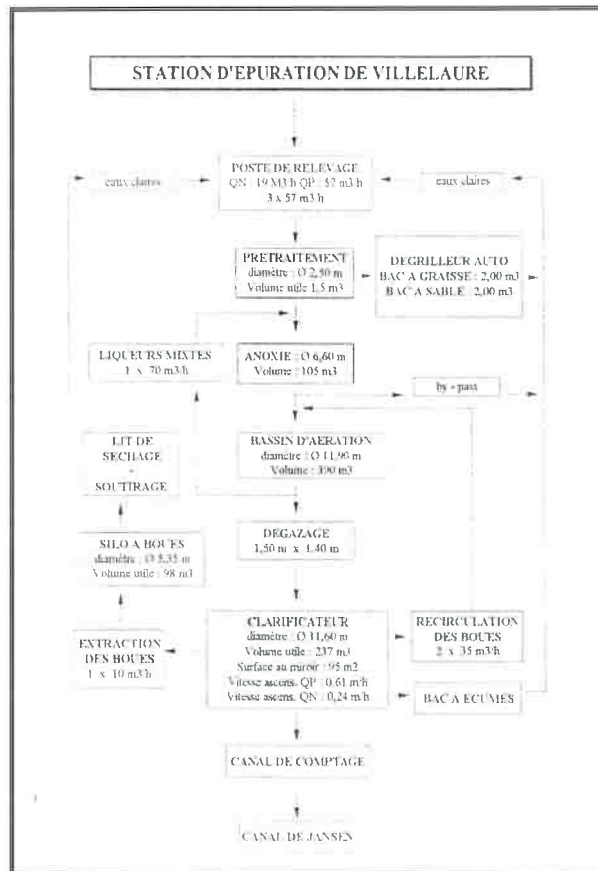 STATION D'EPURATION DE VILLELAURE
POSTE DE RELEVAGE
QN : 19 M3 h QP : 57 m3 h
3 x 57 m3 h
eaux claires
eaux claires
PRETRAITEMENT
diamètre : Ø 2,50 m
Volume utile 1,5 m3
DEGRILLEUR AUTO
BAC A GRAISSE : 2,00 m3
BAC A SABLE : 2,00 m3
LIQUEURS MIXTES
1 x 70 m3/h
ANOXIE : Ø 6,60 m
Volume : 105 m3
by - pass
LIT DE
SECHAGE
SOUTIRAGE
BASSIN D'AERATION
diamètre : Ø 11,90 m
Volume : 390 m3
DEGAZAGE
1,50 m x 1,40 m
SILO A BOUES
diamètre : Ø 5,35 m
Volume utile : 98 m3
EXTRACTION
DES BOUES
1 x 10 m3/h
CLARIFICATEUR
diamètre : Ø 11,60 m
Volume utile : 237 m3
Surface au miroir : 95 m2
Vitesse ascens. QP : 0.61 m/h
Vitesse ascens. QN : 0,24 m/h
RECIRCULATION
DES BOUES
2 x 35 m3/h
BAC A ECUMES
CANAL DE COMPTAGE
CANAL DE JANSEN